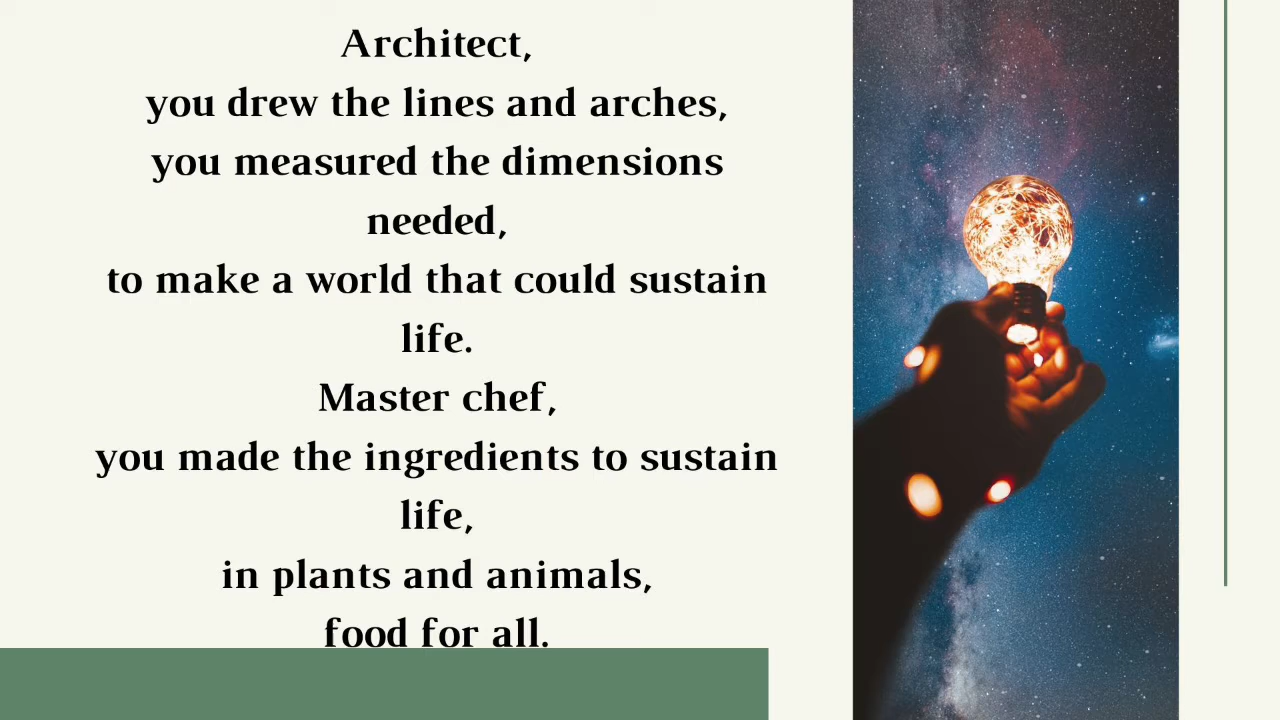 Architect,
you drew the lines and arches,
you measured the dimensions
needed,
to make a world that could sustain
life.
Master chef,
you made the ingredients to sustain
life,
in plants and animals,
food for all.